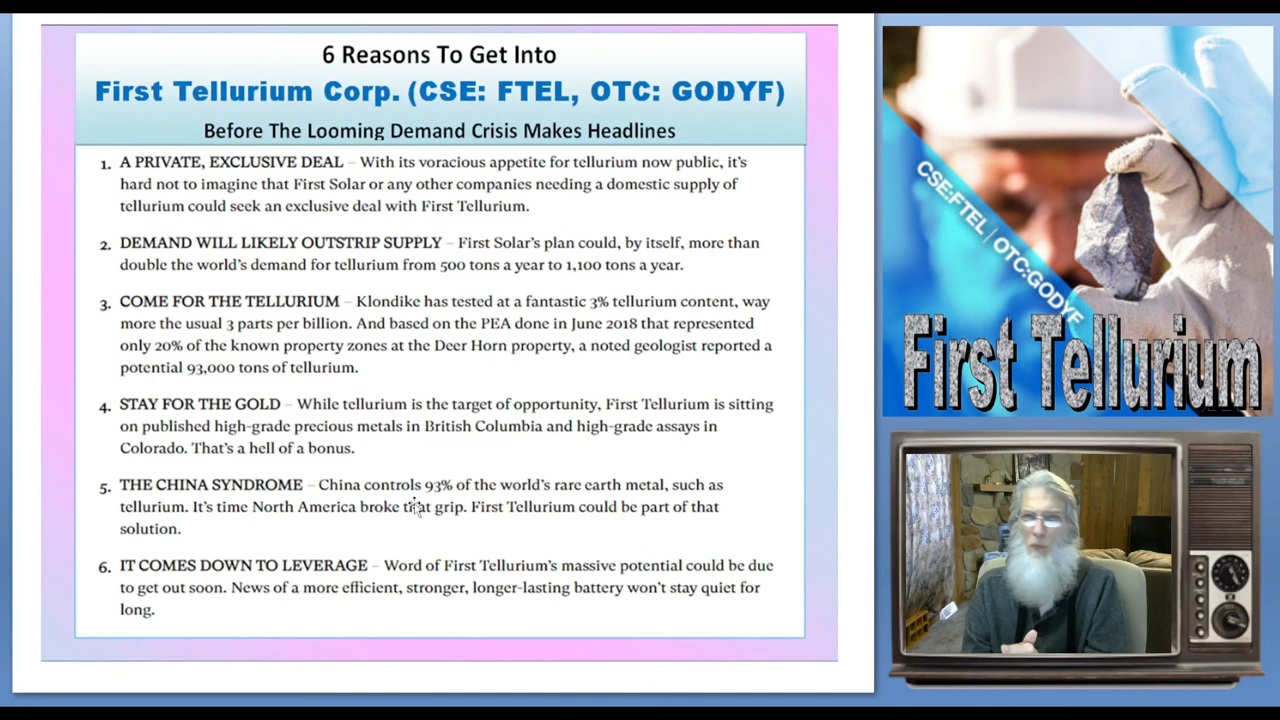 6 Reasons To Get Into
First Tellurium Corp. (CSE: FTEL, OTC: GODYF)
Before The Looming Demand Crisis Makes Headlines
1. A PRIVATE, EXCLUSIVE DEAL – With its voracious appetite for tellurium now public, it's
hard not to imagine that First Solar or any other companies needing a domestic supply of
tellurium could seek an exclusive deal with First Tellurium.
2. DEMAND WILL LIKELY OUTSTRIP SUPPLY – First Solar's plan could, by itself, more than
double the world's demand for tellurium from 500 tons a year to 1,100 tons a year.
3. COME FOR THE TELLURIUM – Klondike has tested at a fantastic 3% tellurium content, way
more the usual 3 parts per billion. And based on the PEA done in June 2018 that represented
only 20% of the known property zones at the Deer Horn property, a noted geologist reported a
potential 93,000 tons of tellurium.
4. STAY FOR THE GOLD – While tellurium is the target of opportunity, First Tellurium is sitting
on published high-grade precious metals in British Columbia and high-grade assays in
Colorado. That's a hell of a bonus.
5. THE CHINA SYNDROME – China controls 93% of the world's rare earth metal, such as
tellurium. It's time North America broke that grip. First Tellurium could be part of that
solution.
6. IT COMES DOWN TO LEVERAGE – Word of First Tellurium's massive potential could be due
to get out soon. News of a more efficient, stronger, longer-lasting battery won't stay quiet for
long.
CSE:FTEL | OTC:GODYF
First Tellurium